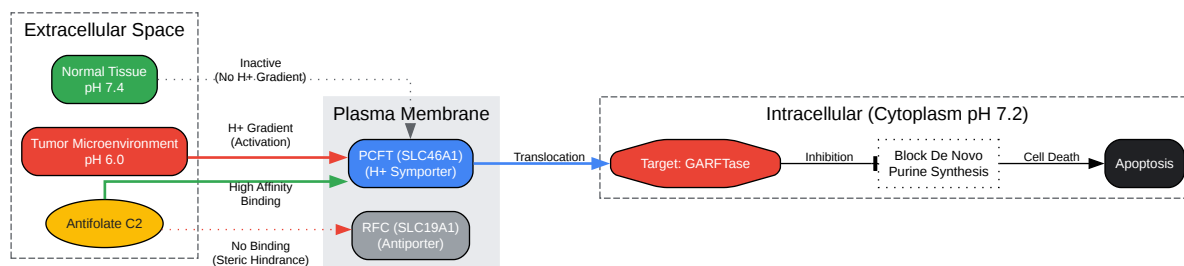 Extracellular Space
Normal Tissue
pH 7.4
Tumor Microenvironment
pH 6.0
Antifolate C2
Inactive
(No H+ Gradient)
H+ Gradient
(Activation)
High Affinity
Binding
No Binding
(Steric Hindrance)
Plasma Membrane
PCFT (SLC46A1)
(H+ Symporter)
RFC (SLC19A1)
(Antiporter)
Translocation
Intracellular (Cytoplasm pH 7.2)
Target: GARFTase
Inhibition
Block De Novo
Purine Synthesis
Cell Death
Apoptosis